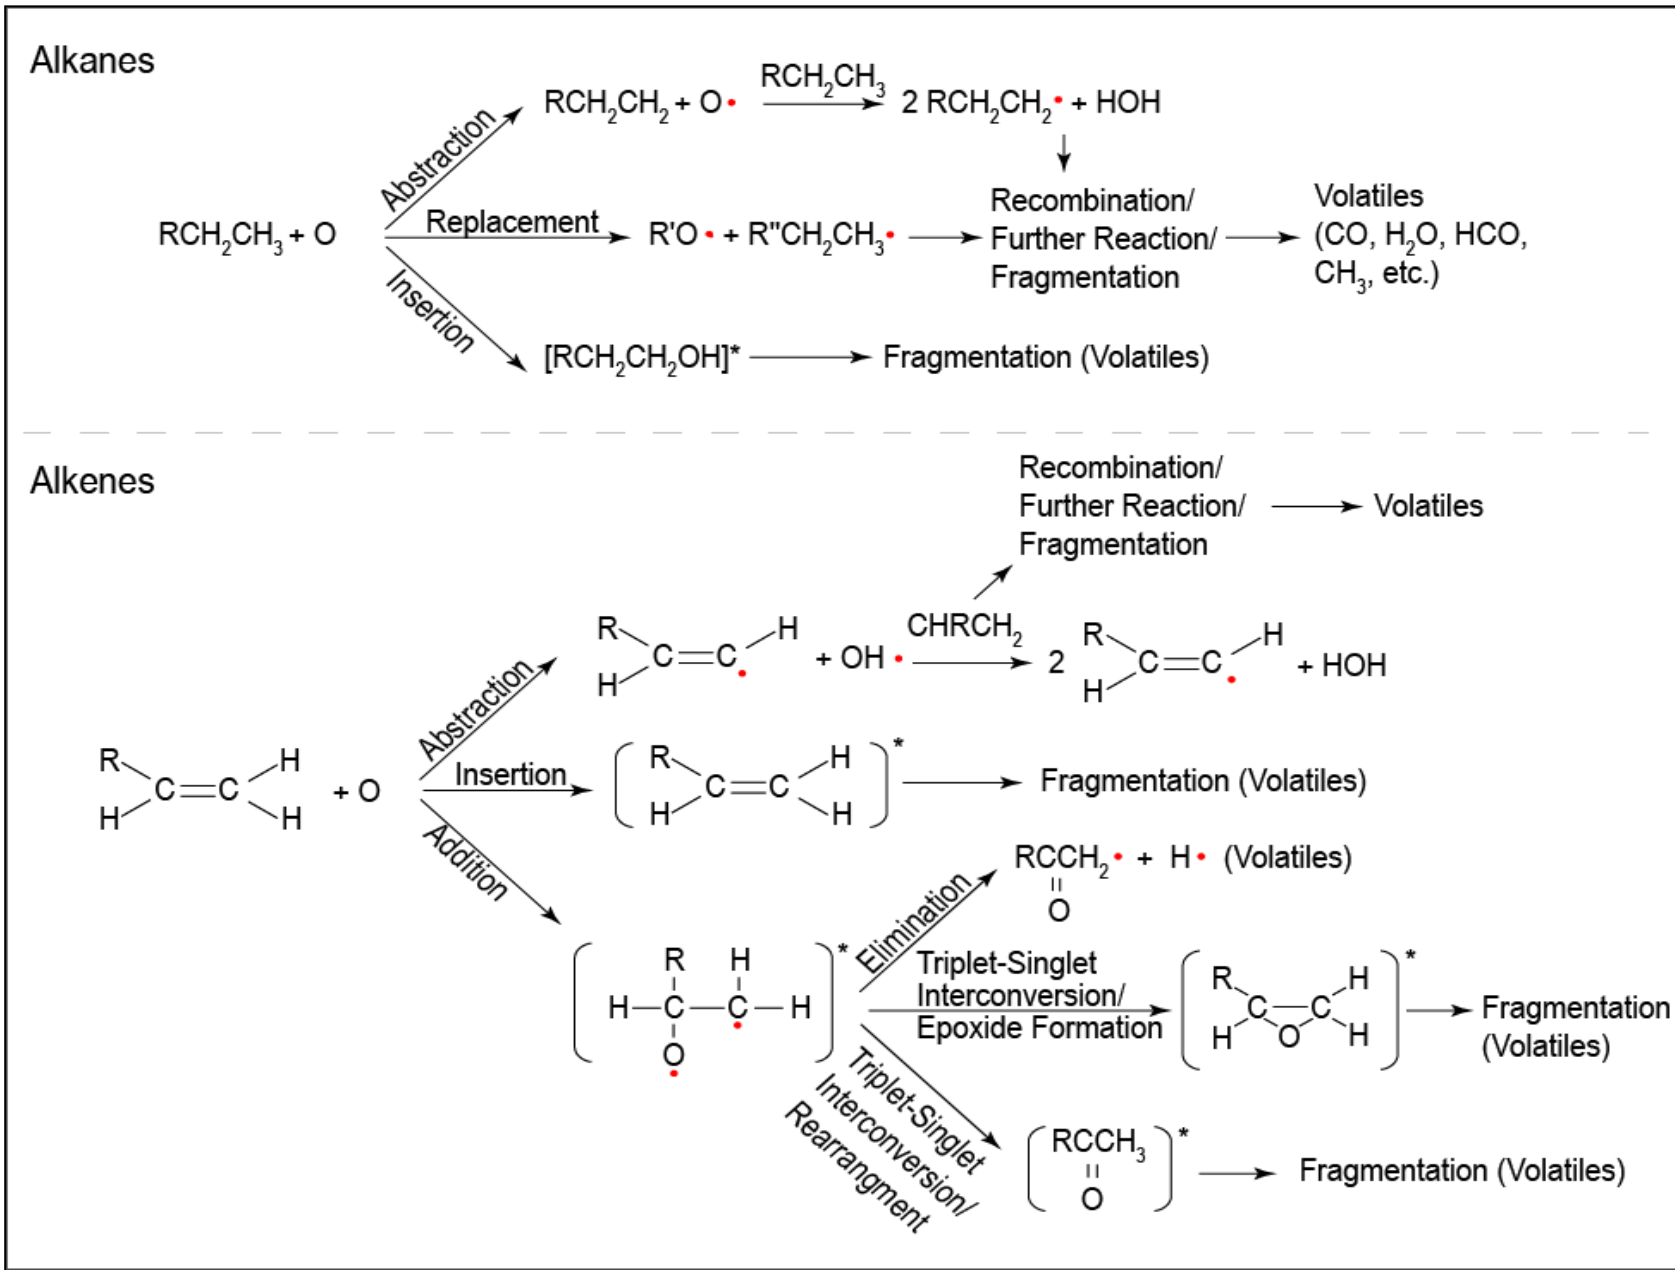 Alkanes
RCH₂CH₂ + O• RCH₂CH₃ 2 RCH₂CH₂• + HOH
Abstraction
RCH₂CH₃ + O
Replacement
R'O • + R"CH₂CH₃•
Recombination/
Further Reaction/
Fragmentation
Volatiles
(CO, H₂O, HCO,
CH₃, etc.)
Insertion
[RCH₂CH₂OH]*
Fragmentation (Volatiles)
Alkenes
Recombination/
Further Reaction/
Fragmentation
Volatiles
R
H
C=C•
H
+ OH •
CHRCH₂
2
R
H
C=C•
H
+ HOH
Abstraction
R
H
C=C
H
H
+ O
Insertion
R
H
C=C
H
H
*
Fragmentation (Volatiles)
Addition
R H
H—C—C—H
•
O
•
*
Elimination
RCCH₂• + H• (Volatiles)
=
O
Triplet-Singlet
Interconversion/
Epoxide Formation
R
H
C—C
O
H
H
*
Fragmentation
(Volatiles)
Triplet-Singlet
Interconversion/
Rearrangment
RCCH₃
=
O
*
Fragmentation (Volatiles)